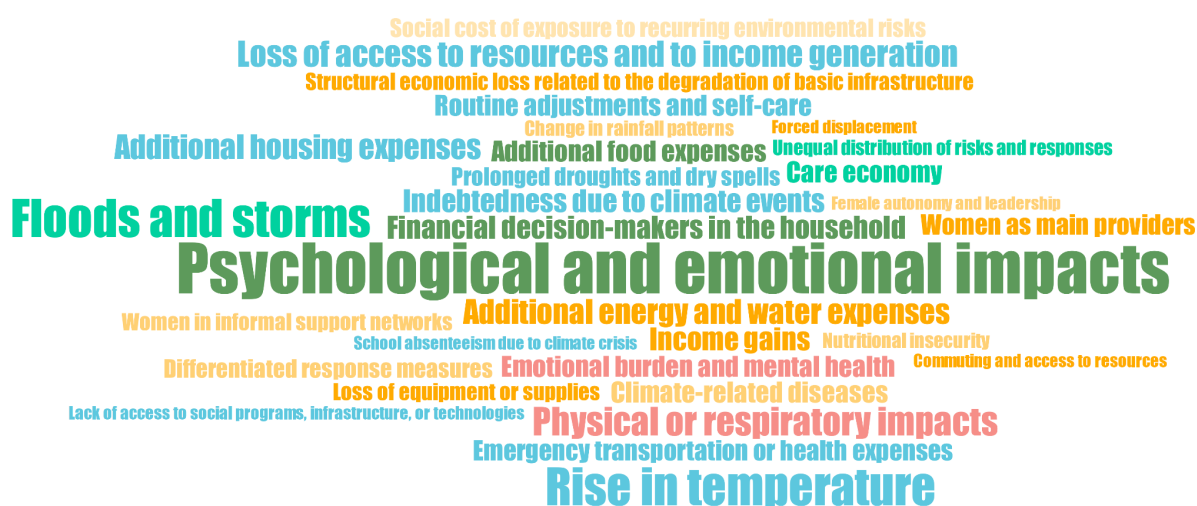 Social cost of exposure to recurring environmental risks
Loss of access to resources and to income generation
Structural economic loss related to the degradation of basic infrastructure
Routine adjustments and self-care
Change in rainfall patterns
Forced displacement
Additional housing expenses
Additional food expenses
Unequal distribution of risks and responses
Prolonged droughts and dry spells
Care economy
Indebtedness due to climate events
Female autonomy and leadership
Floods and storms
Financial decision-makers in the household
Women as main providers
Psychological and emotional impacts
Additional energy and water expenses
Women in informal support networks
School absenteeism due to climate crisis
Income gains
Nutritional insecurity
Differentiated response measures
Emotional burden and mental health
Commuting and access to resources
Loss of equipment or supplies
Climate-related diseases
Lack of access to social programs, infrastructure, or technologies
Physical or respiratory impacts
Emergency transportation or health expenses
Rise in temperature